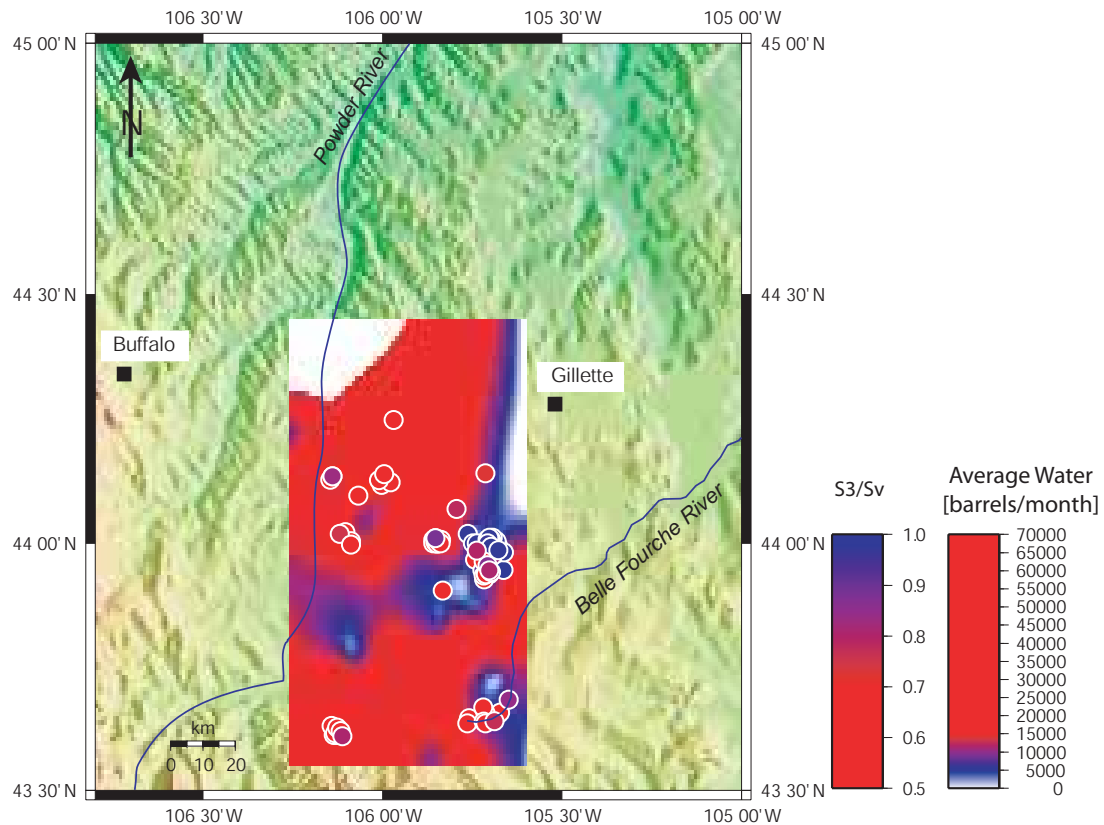 106 30' W 106 00' W 105 30' W 105 00' W
45 00' N 45 00' N
N
Powder River
44 30' N 44 30' N
Buffalo
Gillette
S3/Sv
Average Water
[barrels/month]
1.0
0.9
0.8
0.7
0.6
0.5
70000
65000
60000
55000
50000
45000
40000
35000
30000
25000
20000
15000
10000
5000
0
44 00' N 44 00' N
Belle Fourche River
km
0 10 20
43 30' N 43 30' N
106 30' W 106 00' W 105 30' W 105 00' W